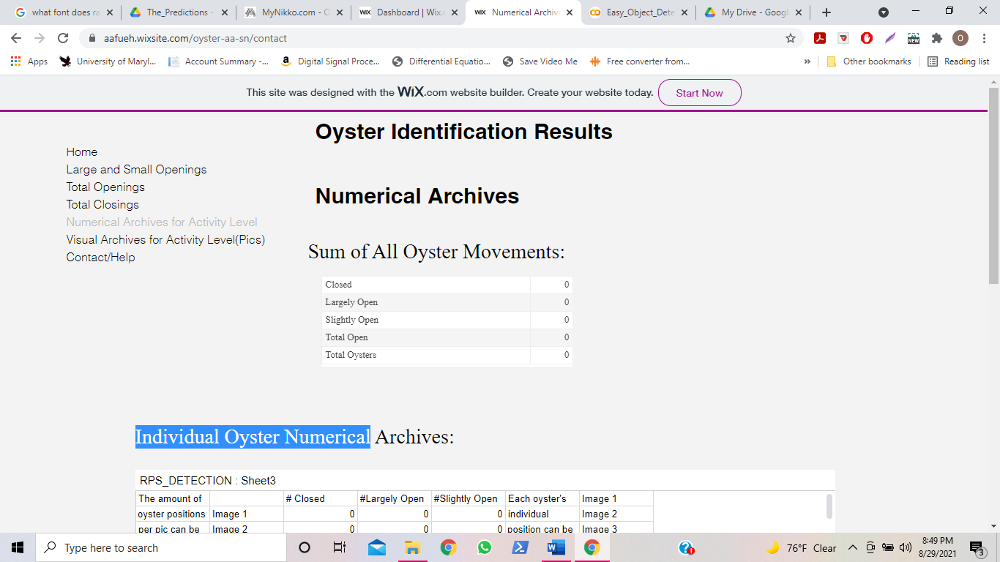 what font does ra
The_Predictions -
MyNikko.com - O
WIX Dashboard | Wix.c
WIX Numerical Archiv
Easy_Object_Dete
My Drive - Googl
aafueh.wixsite.com/oyster-aa-sn/contact
NEW
O
Apps
University of Maryl...
Account Summary -...
Digital Signal Proce...
Differential Equatio...
Save Video Me
Free converter from...
»
Other bookmarks
Reading list
This site was designed with the WiX.com website builder. Create your website today.
Start Now
Oyster Identification Results
Home
Large and Small Openings
Total Openings
Total Closings
Numerical Archives for Activity Level
Visual Archives for Activity Level(Pics)
Contact/Help
Numerical Archives
Sum of All Oyster Movements:
Closed 0
Largely Open 0
Slightly Open 0
Total Open 0
Total Oysters 0
Individual Oyster Numerical Archives:
RPS_DETECTION : Sheet3
The amount of # Closed #Largely Open #Slightly Open Each oyster's Image 1
oyster positions Image 1 0 0 0 individual Image 2
per pic can be Image 2 0 0 0 position can be Image 3
Type here to search
76°F Clear
8:49 PM
8/29/2021
3